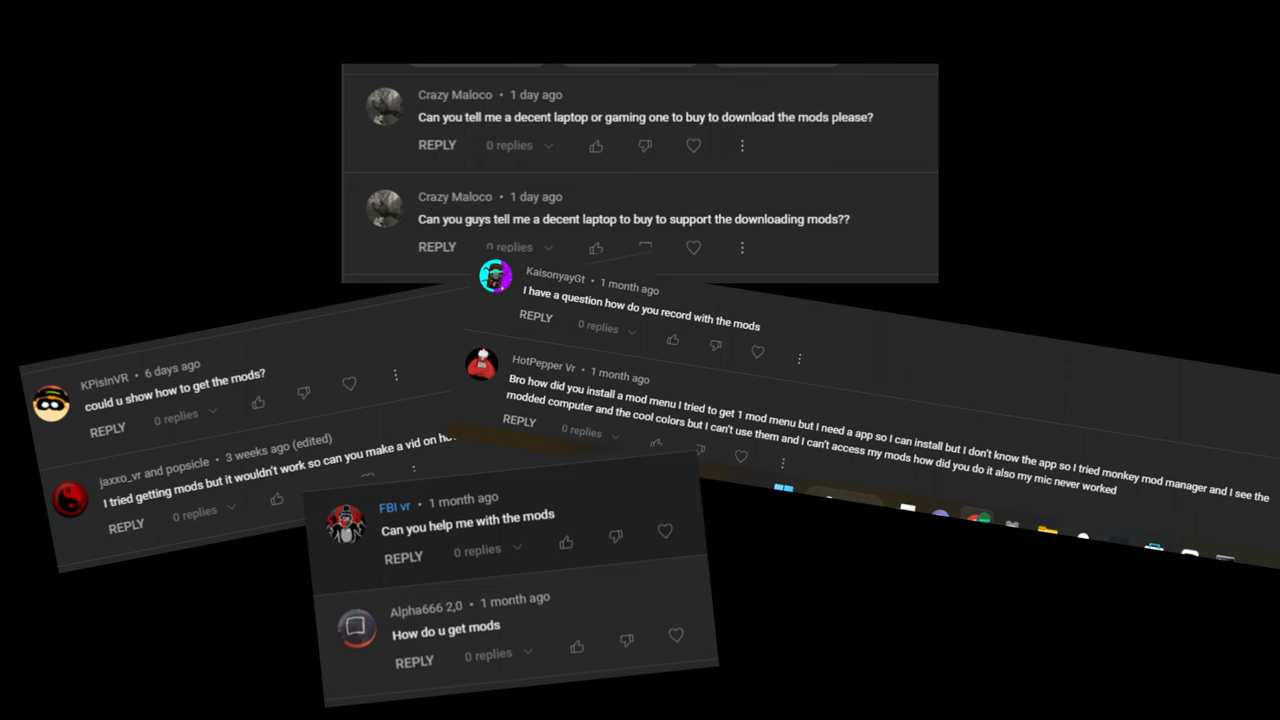 Crazy Maloco • 1 day ago
Can you tell me a decent laptop or gaming one to buy to download the mods please?
REPLY 0 replies
Crazy Maloco • 1 day ago
Can you guys tell me a decent laptop to buy to support the downloading mods??
REPLY 0 replies
KaisonyayGt • 1 month ago
I have a question how do you record with the mods
REPLY 0 replies
HotPepper Vr • 1 month ago
Bro how did you install a mod menu I tried to get 1 mod menu but I need a app so I can install but I don't know the app so I tried monkey mod manager and I see the
modded computer and the cool colors but I can't use them and I can't access my mods how did you do it also my mic never worked
REPLY 0 replies
KPisInVR • 6 days ago
could u show how to get the mods?
REPLY 0 replies
jaxxo_vr and popsicle • 3 weeks ago (edited)
I tried getting mods but it wouldn't work so can you make a vid on
REPLY 0 replies
FBI vr • 1 month ago
Can you help me with the mods
REPLY 0 replies
Alpha666 2,0 • 1 month ago
How do u get mods
REPLY 0 replies